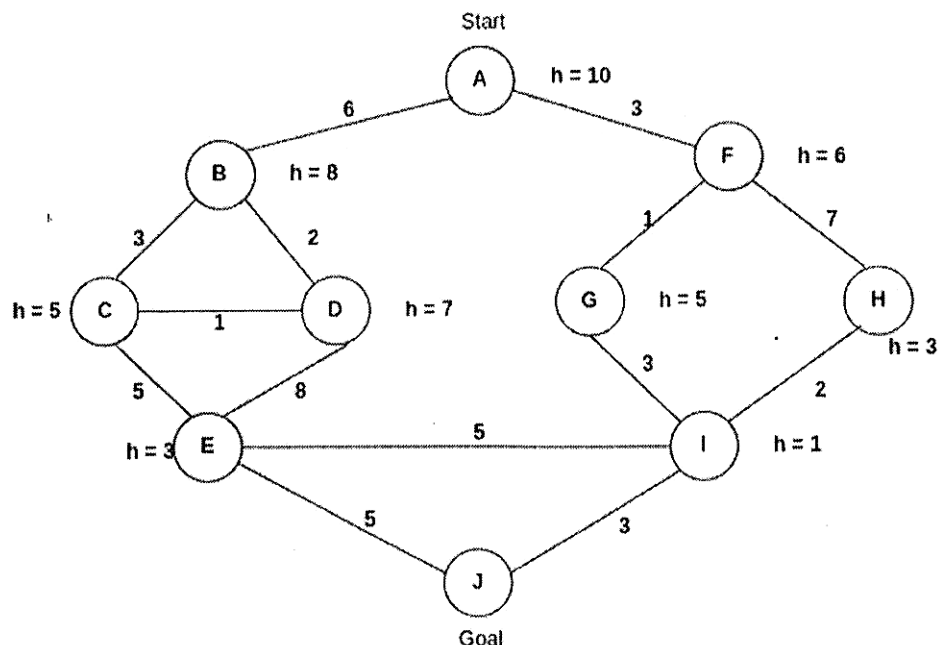 Start
A
h = 10
6
3
B
h = 8
F
h = 6
3
2
1
7
h = 5
C
1
D
h = 7
G
h = 5
H
h = 3
5
8
3
2
h = 3
E
5
I
h = 1
5
3
J
Goal